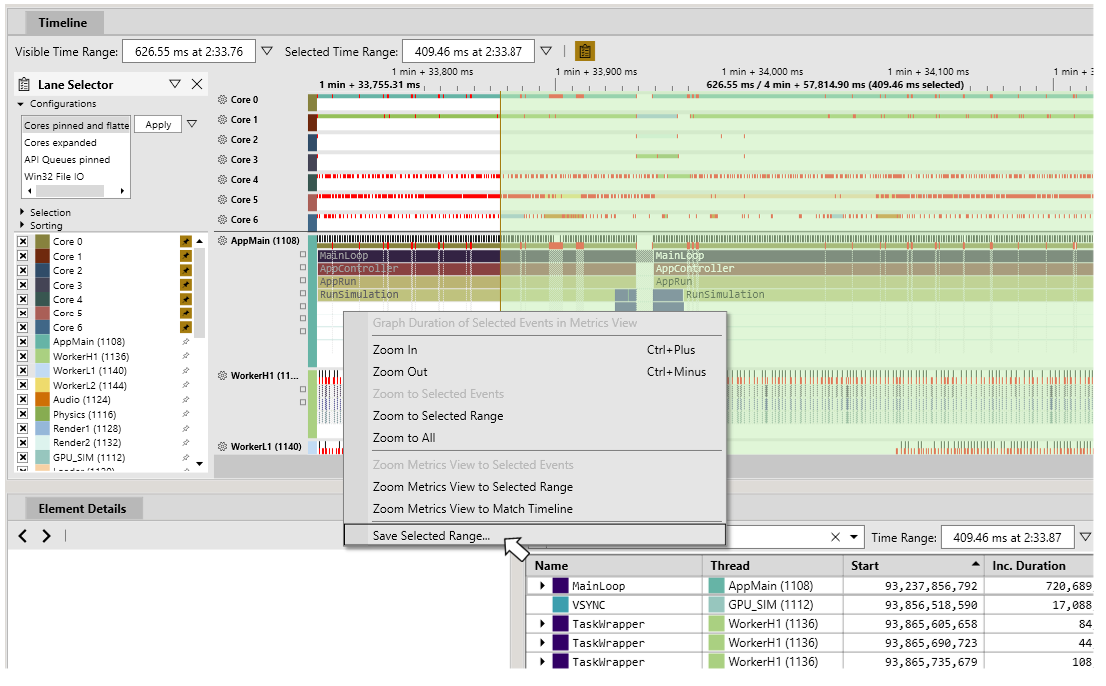 Timeline
Visible Time Range: 626.55 ms at 2:33.76 Selected Time Range: 409.46 ms at 2:33.87
Lane Selector
Configurations
Cores pinned and flatte Apply
Cores expanded
API Queues pinned
Win32 File IO
Selection
Sorting
Core 0
Core 1
Core 2
Core 3
Core 4
Core 5
Core 6
AppMain (1108)
WorkerH1 (1136)
WorkerL1 (1140)
WorkerL2 (1144)
Audio (1124)
Physics (1116)
Render1 (1128)
Render2 (1132)
GPU_SIM (1112)
1 min + 33,800 ms 1 min + 33,900 ms 1 min + 34,000 ms 1 min + 34,100 ms 1 min + 3
1 min + 33,755.31 ms 626.55 ms / 4 min + 57,814.90 ms (409.46 ms selected)
Core 0
Core 1
Core 2
Core 3
Core 4
Core 5
Core 6
AppMain (1108)
MainLoop MainLoop
AppController AppController
AppRun AppRun
RunSimulation RunSimulation
WorkerH1 (11...
WorkerL1 (1140)
Graph Duration of Selected Events in Metrics View
Zoom In Ctrl+Plus
Zoom Out Ctrl+Minus
Zoom to Selected Events
Zoom to Selected Range
Zoom to All
Zoom Metrics View to Selected Events
Zoom Metrics View to Selected Range
Zoom Metrics View to Match Timeline
Save Selected Range...
Element Details
Time Range: 409.46 ms at 2:33.87
Name Thread Start Inc. Duration
MainLoop AppMain (1108) 93,237,856,792 720,689
VSYNC GPU_SIM (1112) 93,856,518,590 17,088
TaskWrapper WorkerH1 (1136) 93,865,605,658 84
TaskWrapper WorkerH1 (1136) 93,865,690,723 44
TaskWrapper WorkerH1 (1136) 93,865,735,679 108